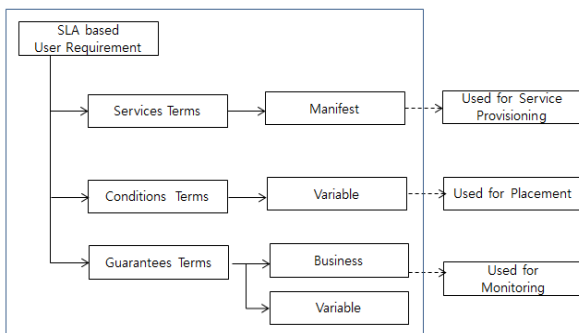 SLA based
User Requirement
Services Terms
Manifest
Used for Service
Provisioning
Conditions Terms
Variable
Used for Placement
Guarantees Terms
Business
Used for
Monitoring
Variable